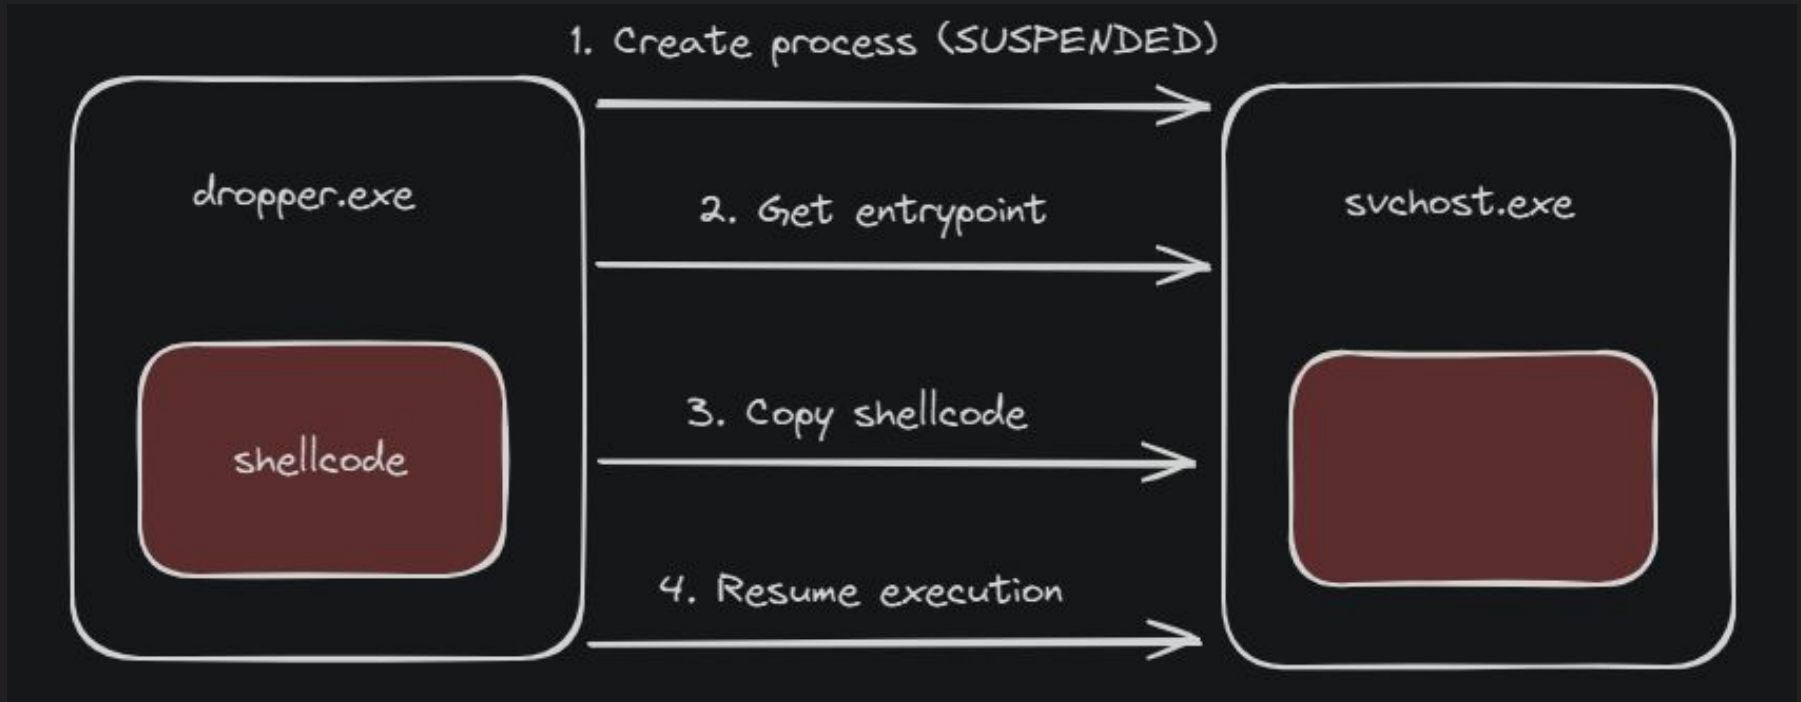 1. Create process (SUSPENDED)
dropper.exe
svchost.exe
2. Get entrypoint
3. Copy shellcode
shellcode
4. Resume execution